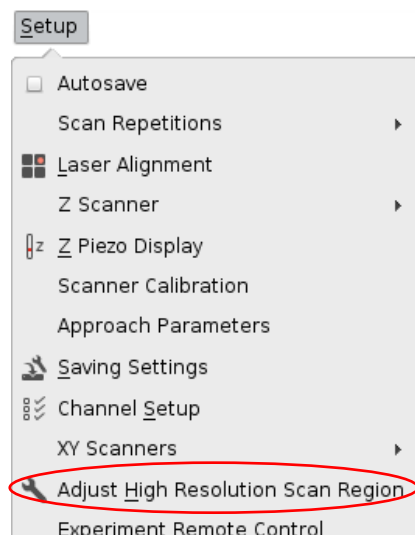 Setup
Autosave
Scan Repetitions
Laser Alignment
Z Scanner
z Z Piezo Display
Scanner Calibration
Approach Parameters
Saving Settings
Channel Setup
XY Scanners
Adjust High Resolution Scan Region
Experiment Remote Control